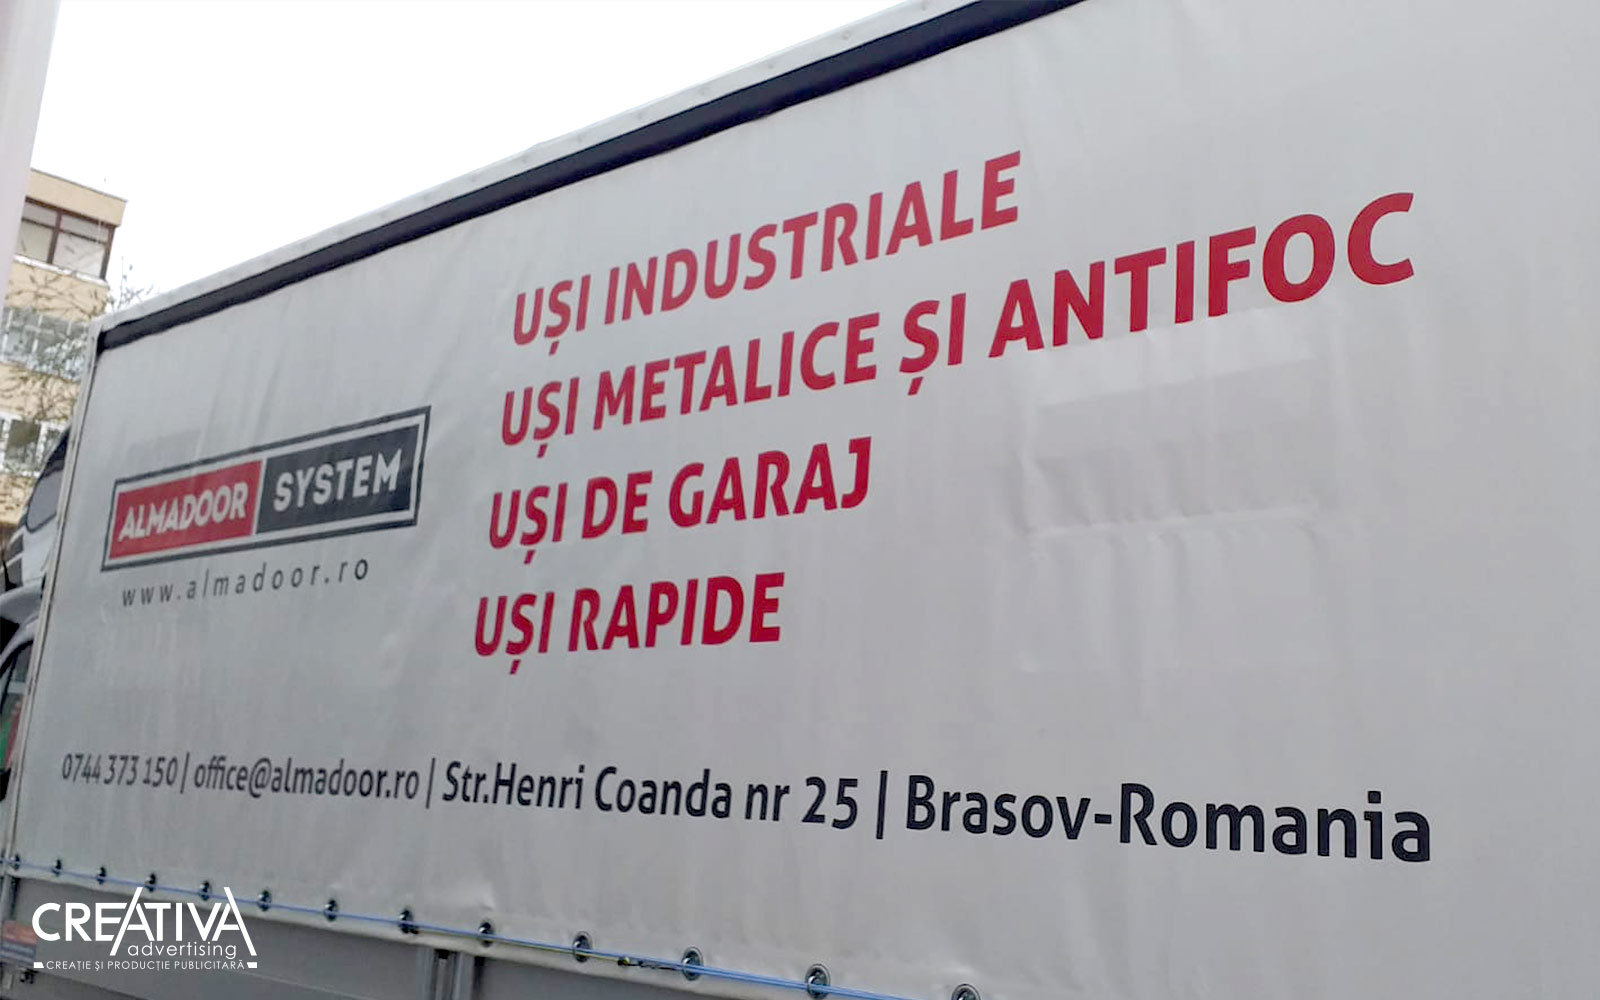 UȘI INDUSTRIALE
UȘI METALICE ȘI ANTIFOC
UȘI DE GARAJ
UȘI RAPIDE
ALMADOOR SYSTEM
www.almadoor.ro
0744 373 150 | office@almadoor.ro | Str.Henri Coanda nr 25 | Brasov-Romania
CREATIVA
advertising
CREAȚIE ȘI PRODUCȚIE PUBLICITARĂ